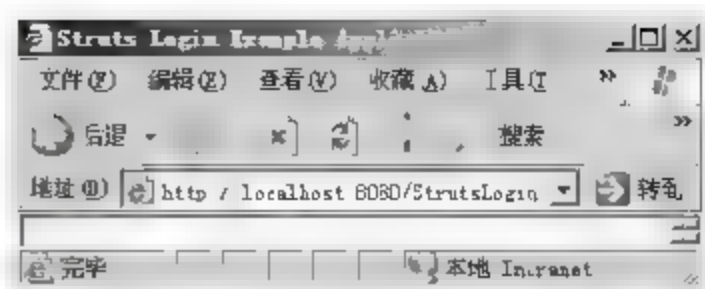 Struts Login Example
文件(F) 编辑(E) 查看(V) 收藏 A) 工具(T »
后退 搜索 »
地址(D) http / localhost 8080/StrutsLogin 转到
完毕 本地 Intranet